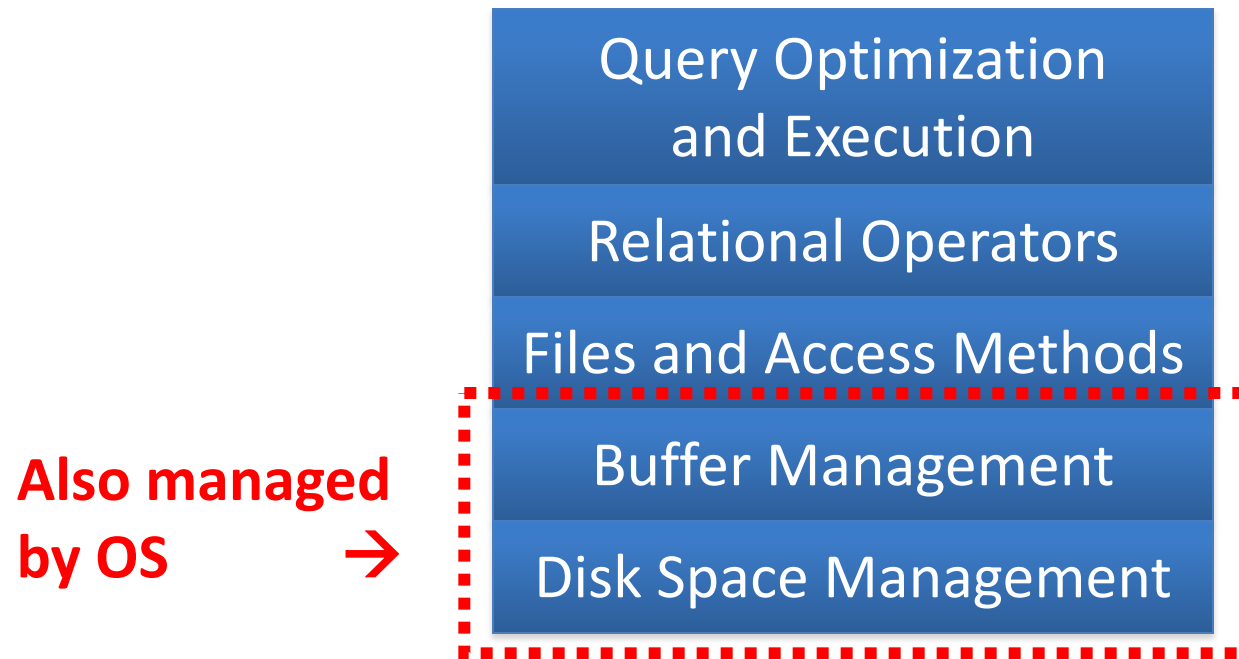 Query Optimization
and Execution
Relational Operators
Files and Access Methods
Buffer Management
Disk Space Management
Also managed
by OS →